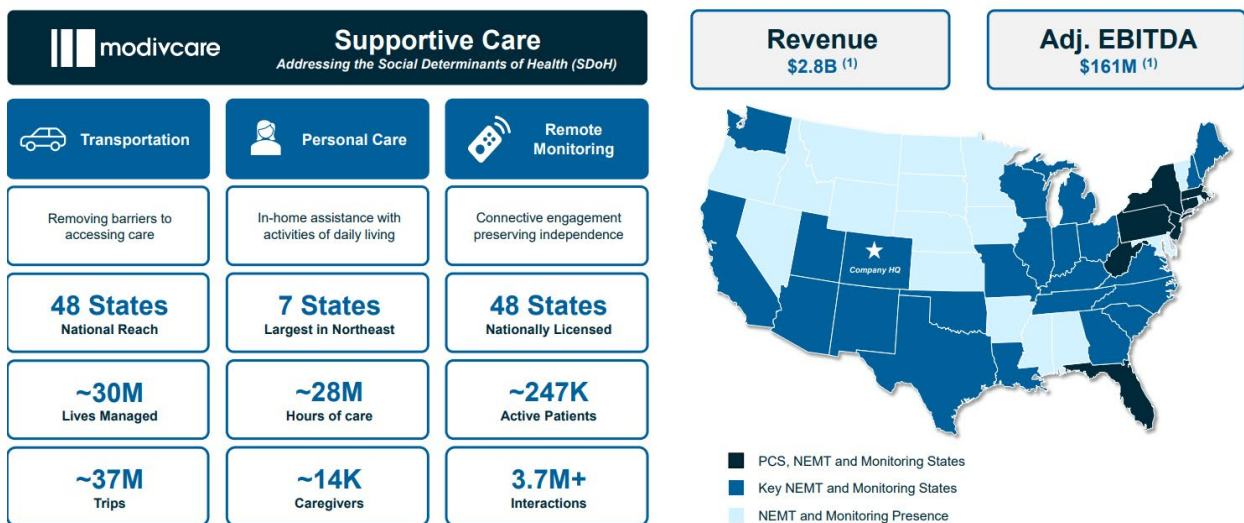 modivcare
Supportive Care
Addressing the Social Determinants of Health (SDoH)
Transportation
Personal Care
Remote
Monitoring
Removing barriers to
accessing care
In-home assistance with
activities of daily living
Connective engagement
preserving independence
48 States
National Reach
7 States
Largest in Northeast
48 States
Nationally Licensed
~30M
Lives Managed
~28M
Hours of care
~247K
Active Patients
~37M
Trips
~14K
Caregivers
3.7M+
Interactions
Revenue
$2.8B (1)
Adj. EBITDA
$161M (1)
Company HQ
PCS, NEMT and Monitoring States
Key NEMT and Monitoring States
NEMT and Monitoring Presence